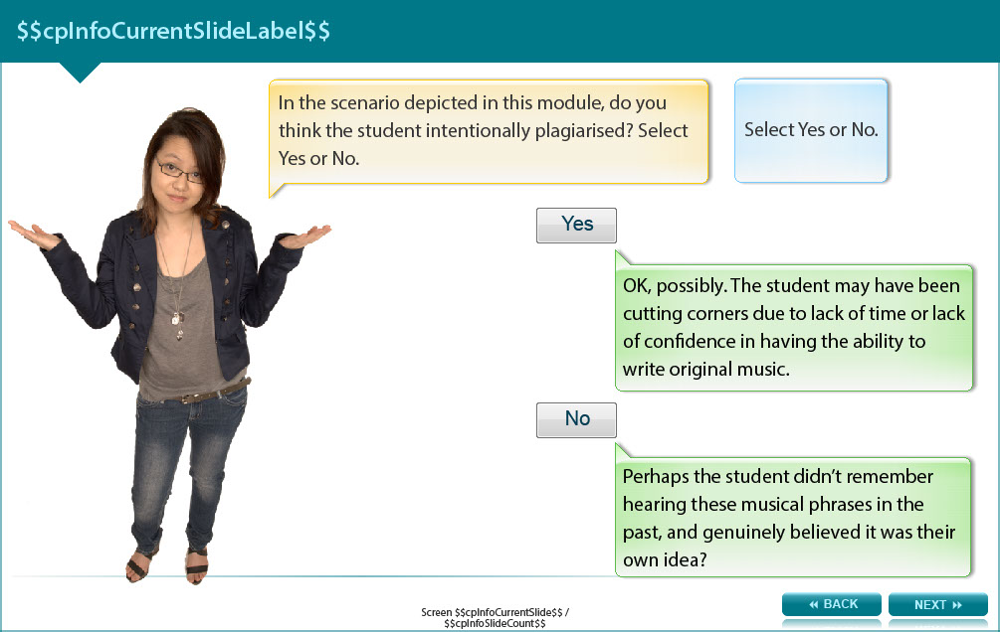 $$cpInfoCurrentSlideLabel$$
In the scenario depicted in this module, do you
think the student intentionally plagiarised? Select
Yes or No.
Select Yes or No.
Yes
OK, possibly. The student may have been
cutting corners due to lack of time or lack
of confidence in having the ability to
write original music.
No
Perhaps the student didn’t remember
hearing these musical phrases in the
past, and genuinely believed it was their
own idea?
Screen $$cpInfoCurrentSlide$$ /
$$cpInfoSlideCount$$
BACK
NEXT